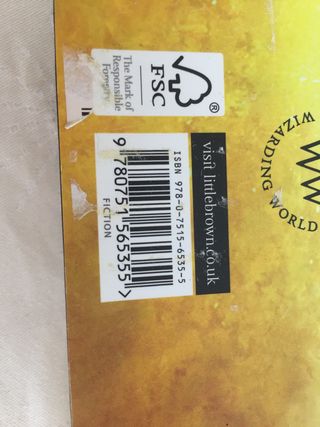 FSC
®
The Mark of
Responsible
Forestry
visit littlebrown.co.uk
ISBN 978-0-7515-6535-5
9 780751 565355 >
FICTION
WW
WIZARDING WORLD